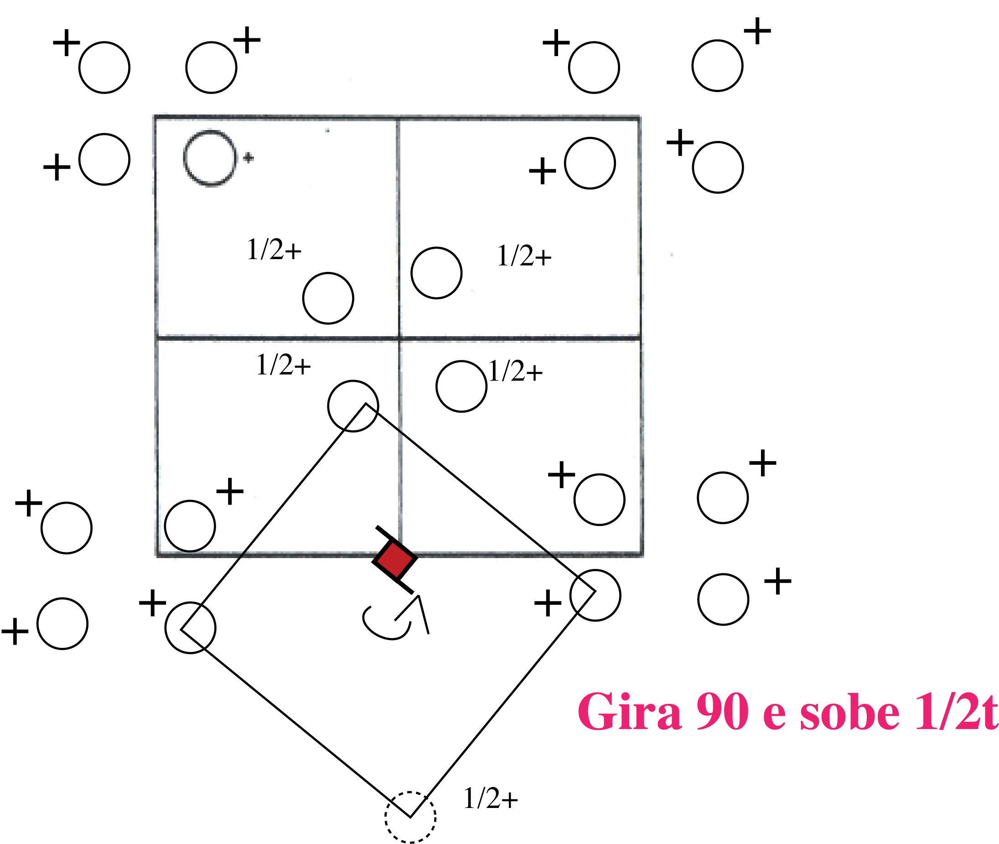 + + + +
+ + + +
1/2+ 1/2+
1/2+ 1/2+
+ + + +
+ + + +
Gira 90 e sobe 1/2t
1/2+